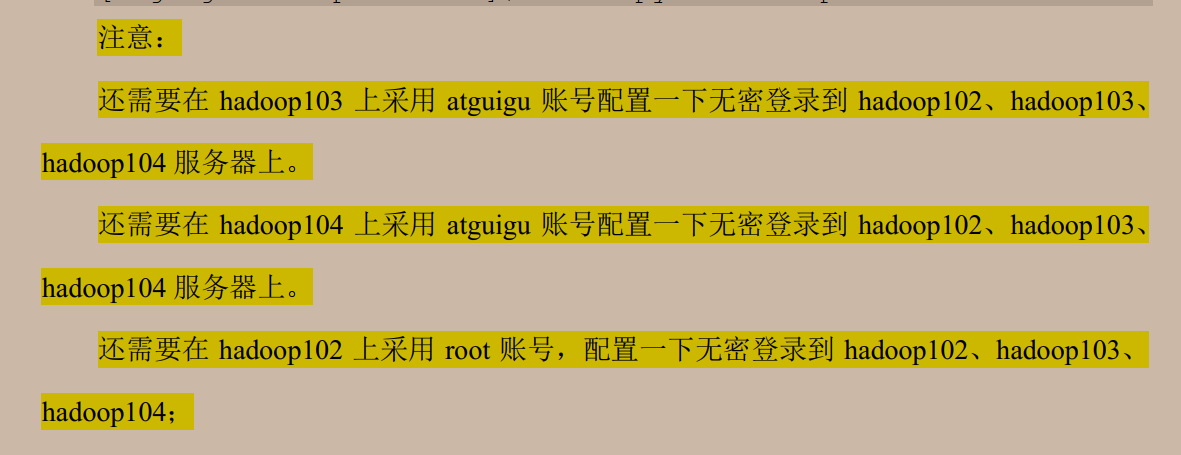 注意：
还需要在 hadoop103 上采用 atguigu 账号配置一下无密登录到 hadoop102、hadoop103、
hadoop104 服务器上。
还需要在 hadoop104 上采用 atguigu 账号配置一下无密登录到 hadoop102、hadoop103、
hadoop104 服务器上。
还需要在 hadoop102 上采用 root 账号，配置一下无密登录到 hadoop102、hadoop103、
hadoop104；